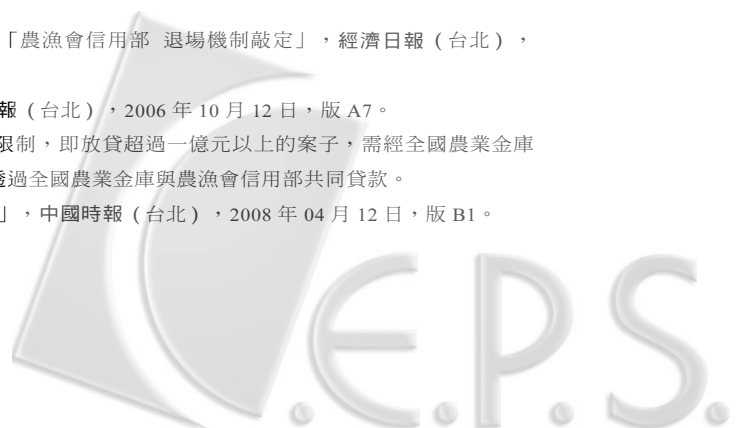 「農漁會信用部 退場機制敲定」，經濟日報（台北），
報（台北），2006 年 10 月 12 日，版 A7。
限制，即放貸超過一億元以上的案子，需經全國農業金庫
透過全國農業金庫與農漁會信用部共同貸款。
」，中國時報（台北），2008 年 04 月 12 日，版 B1。
C.E.P.S.